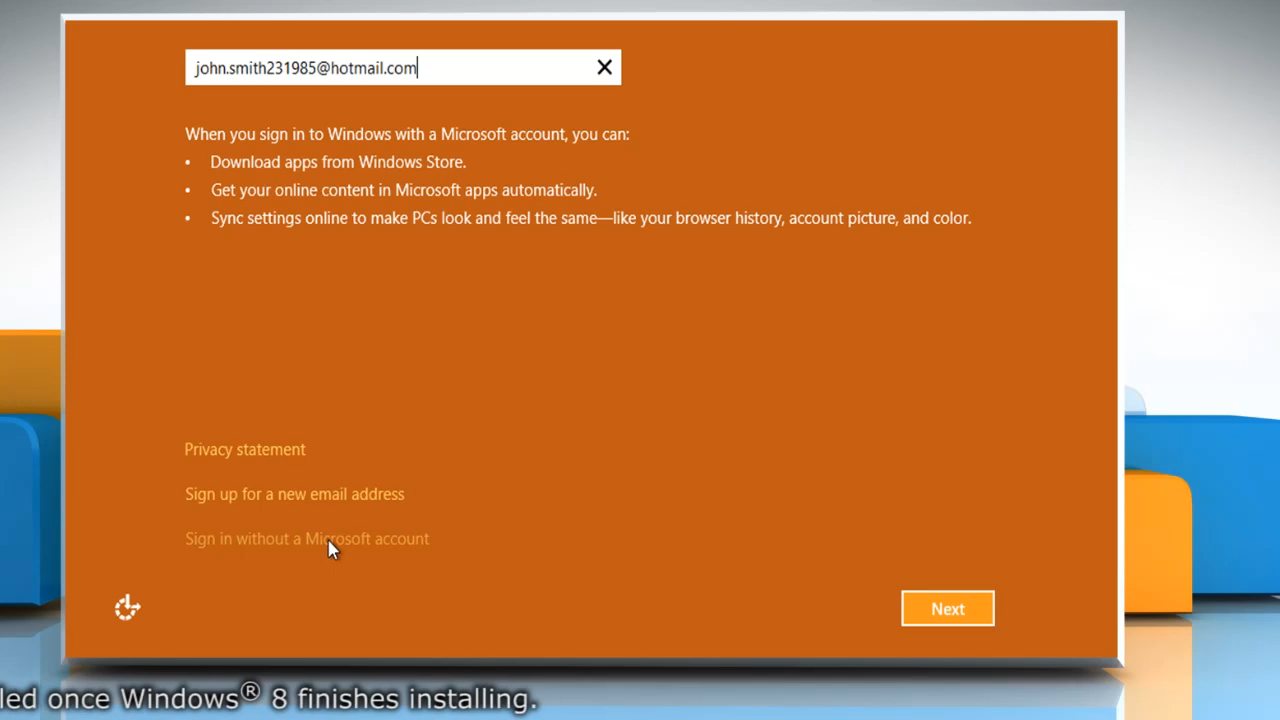 john.smith231985@hotmail.com
When you sign in to Windows with a Microsoft account, you can:
• Download apps from Windows Store.
• Get your online content in Microsoft apps automatically.
• Sync settings online to make PCs look and feel the same—like your browser history, account picture, and color.
Privacy statement
Sign up for a new email address
Sign in without a Microsoft account
Next
once Windows® 8 finishes installing.